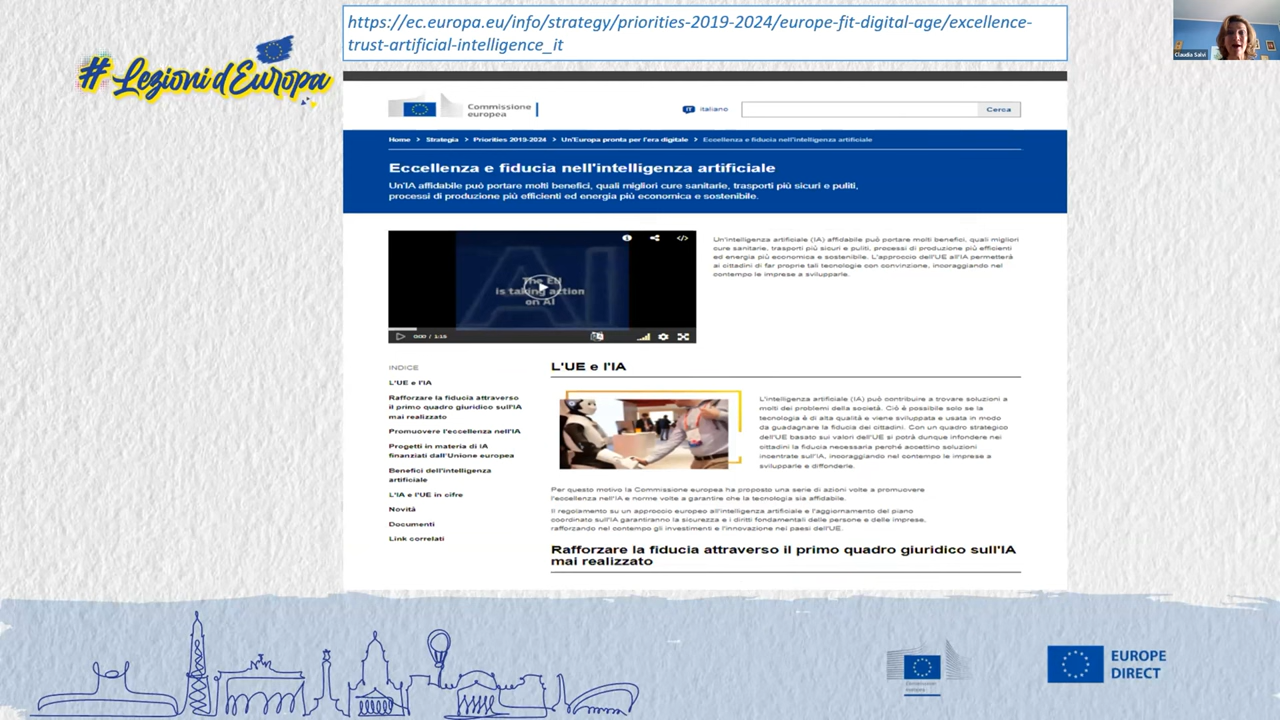 https://ec.europa.eu/info/strategy/priorities-2019-2024/europe-fit-digital-age/excellence-
trust-artificial-intelligence_it
Claudia Salvi
# Lezioni d'Europa
Commissione
europea
IT italiano
Cerca
Home > Strategia > Priorities 2019-2024 > Un'Europa pronta per l'era digitale > Eccellenza e fiducia nell'intelligenza artificiale
Eccellenza e fiducia nell'intelligenza artificiale
Un'IA affidabile può portare molti benefici, quali migliori cure sanitarie, trasporti più sicuri e puliti,
processi di produzione più efficienti ed energia più economica e sostenibile.
The EU
is taking action
on AI
0:00 / 1:15
Un'intelligenza artificiale (IA) affidabile può portare molti benefici, quali migliori
cure sanitarie, trasporti più sicuri e puliti, processi di produzione più efficienti
ed energia più economica e sostenibile. L'approccio dell'UE all'IA permetterà
ai cittadini di far proprie tali tecnologie con convinzione, incoraggiando nel
contempo le imprese a svilupparle.
INDICE
L'UE e l'IA
Rafforzare la fiducia attraverso
il primo quadro giuridico sull'IA
mai realizzato
Promuovere l'eccellenza nell'IA
Progetti in materia di IA
finanziati dall'Unione europea
Benefici dell'intelligenza
artificiale
L'IA e l'UE in cifre
Novità
Documenti
Link correlati
L'UE e l'IA
L'intelligenza artificiale (IA) può contribuire a trovare soluzioni a
molti dei problemi della società. Ciò è possibile solo se la
tecnologia è di alta qualità e viene sviluppata e usata in modo
da guadagnare la fiducia dei cittadini. Con un quadro strategico
dell'UE basato sui valori dell'UE si potrà dunque infondere nei
cittadini la fiducia necessaria perché accettino soluzioni
incentrate sull'IA, incoraggiando nel contempo le imprese a
svilupparle e diffonderle.
Per questo motivo la Commissione europea ha proposto una serie di azioni volte a promuovere
l'eccellenza nell'IA e norme volte a garantire che la tecnologia sia affidabile.
Il regolamento su un approccio europeo all'intelligenza artificiale e l'aggiornamento del piano
coordinato sull'IA garantiranno la sicurezza e i diritti fondamentali delle persone e delle imprese,
rafforzando nel contempo gli investimenti e l'innovazione nei paesi dell'UE.
Rafforzare la fiducia attraverso il primo quadro giuridico sull'IA
mai realizzato
Commissione
europea
EUROPE
DIRECT